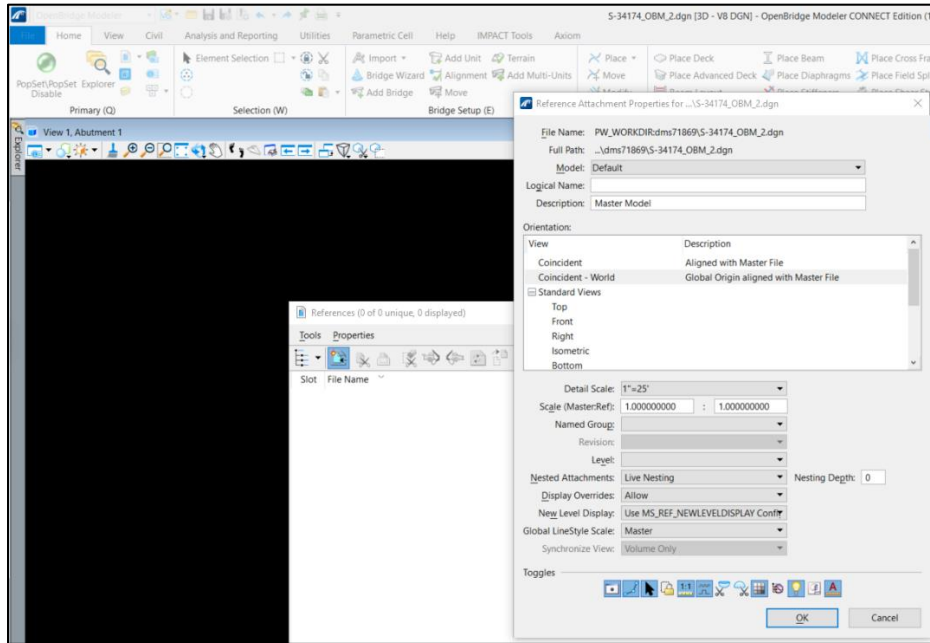 OpenBridge Modeler
S-34174_OBM_2.dgn [3D - V8 DGN] - OpenBridge Modeler CONNECT Edition (1
File Home View Civil Analysis and Reporting Utilities Parametric Cell Help IMPACT Tools Axiom
Element Selection Import Add Unit Terrain Place Place Deck Place Beam Place Cross Fra
PopSet\PopSet Disable Explorer Bridge Wizard Alignment Add Multi-Units Move Place Advanced Deck Place Diaphragms Place Field Spl
Add Bridge Move
Primary (Q) Selection (W) Bridge Setup (E)
View 1, Abutment 1
Explorer
Reference Attachment Properties for ...\S-34174_OBM_2.dgn
File Name: PW_WORKDIR:dms71869\S-34174_OBM_2.dgn
Full Path: ...\dms71869\S-34174_OBM_2.dgn
Model: Default
Logical Name:
Description: Master Model
Orientation:
View Description
Coincident Aligned with Master File
Coincident - World Global Origin aligned with Master File
Standard Views
Top
Front
Right
Isometric
Bottom
Detail Scale: 1"=25'
Scale (Master:Ref): 1.000000000 : 1.000000000
Named Group:
Revision:
Level:
Nested Attachments: Live Nesting Nesting Depth: 0
Display Overrides: Allow
New Level Display: Use MS_REF_NEWLEVELDISPLAY Confi
Global LineStyle Scale: Master
Synchronize View: Volume Only
Toggles
OK Cancel
References (0 of 0 unique, 0 displayed)
Tools Properties
Slot File Name